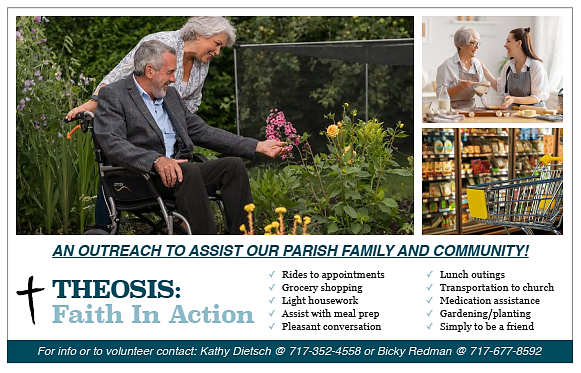 AN OUTREACH TO ASSIST OUR PARISH FAMILY AND COMMUNITY!
THEOSIS:
Faith In Action
✓ Rides to appointments
✓ Grocery shopping
✓ Light housework
✓ Assist with meal prep
✓ Pleasant conversation
✓ Lunch outings
✓ Transportation to church
✓ Medication assistance
✓ Gardening/planting
✓ Simply to be a friend
For info or to volunteer contact: Kathy Dietsch @ 717-352-4558 or Bicky Redman @ 717-677-8592